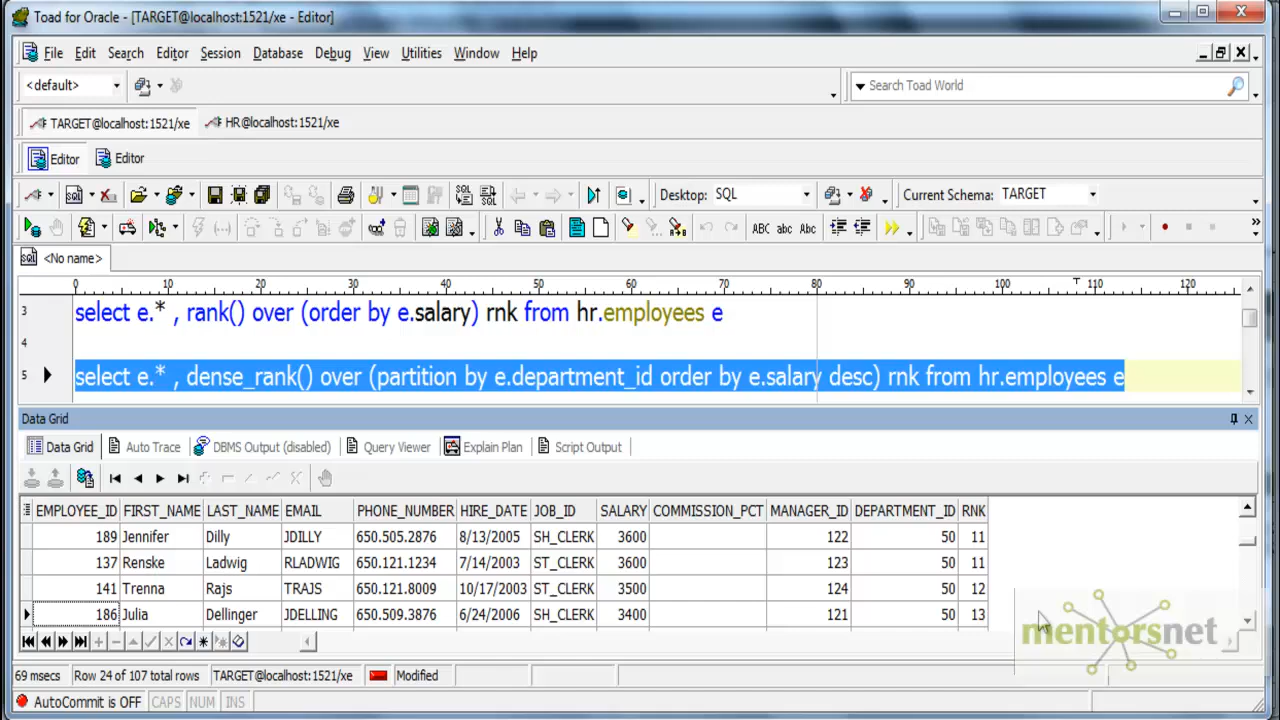 Toad for Oracle - [TARGET@localhost:1521/xe - Editor]
File Edit Search Editor Session Database Debug View Utilities Window Help
<default> Search Toad World
TARGET@localhost:1521/xe HR@localhost:1521/xe
Editor Editor
SQL SQL SQL Desktop: SQL Current Schema: TARGET
ABC abc Abc
SQL <No name>
0 10 20 30 40 50 60 70 80 90 100 110 120
3 select e.* , rank() over (order by e.salary) rnk from hr.employees e
4
5 select e.* , dense_rank() over (partition by e.department_id order by e.salary desc) rnk from hr.employees e
Data Grid
Data Grid Auto Trace DBMS Output (disabled) Query Viewer Explain Plan Script Output
EMPLOYEE_ID FIRST_NAME LAST_NAME EMAIL PHONE_NUMBER HIRE_DATE JOB_ID SALARY COMMISSION_PCT MANAGER_ID DEPARTMENT_ID RNK
189 Jennifer Dilly JDILLY 650.505.2876 8/13/2005 SH_CLERK 3600 122 50 11
137 Renske Ladwig RLADWIG 650.121.1234 7/14/2003 ST_CLERK 3600 123 50 11
141 Trenna Rajs TRAJS 650.121.8009 10/17/2003 ST_CLERK 3500 124 50 12
186 Julia Dellinger JDELLING 650.509.3876 6/24/2006 SH_CLERK 3400 121 50 13
mentorsnet
69 msecs Row 24 of 107 total rows TARGET@localhost:1521/xe Modified
AutoCommit is OFF CAPS NUM INS